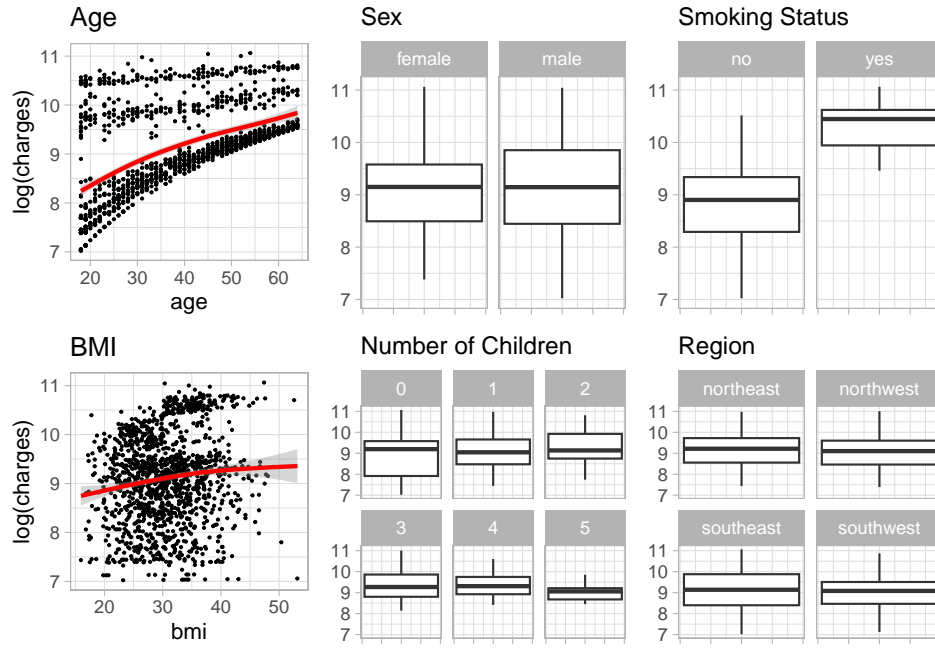 Age
log(charges)
11
10
9
8
7
20 30 40 50 60
age
Sex
female male
11
10
9
8
7
Smoking Status
no yes
11
10
9
8
7
BMI
log(charges)
11
10
9
8
7
20 30 40 50
bmi
Number of Children
0 1 2
11
10
9
8
7
3 4 5
11
10
9
8
7
Region
northeast northwest
11
10
9
8
7
southeast southwest
11
10
9
8
7